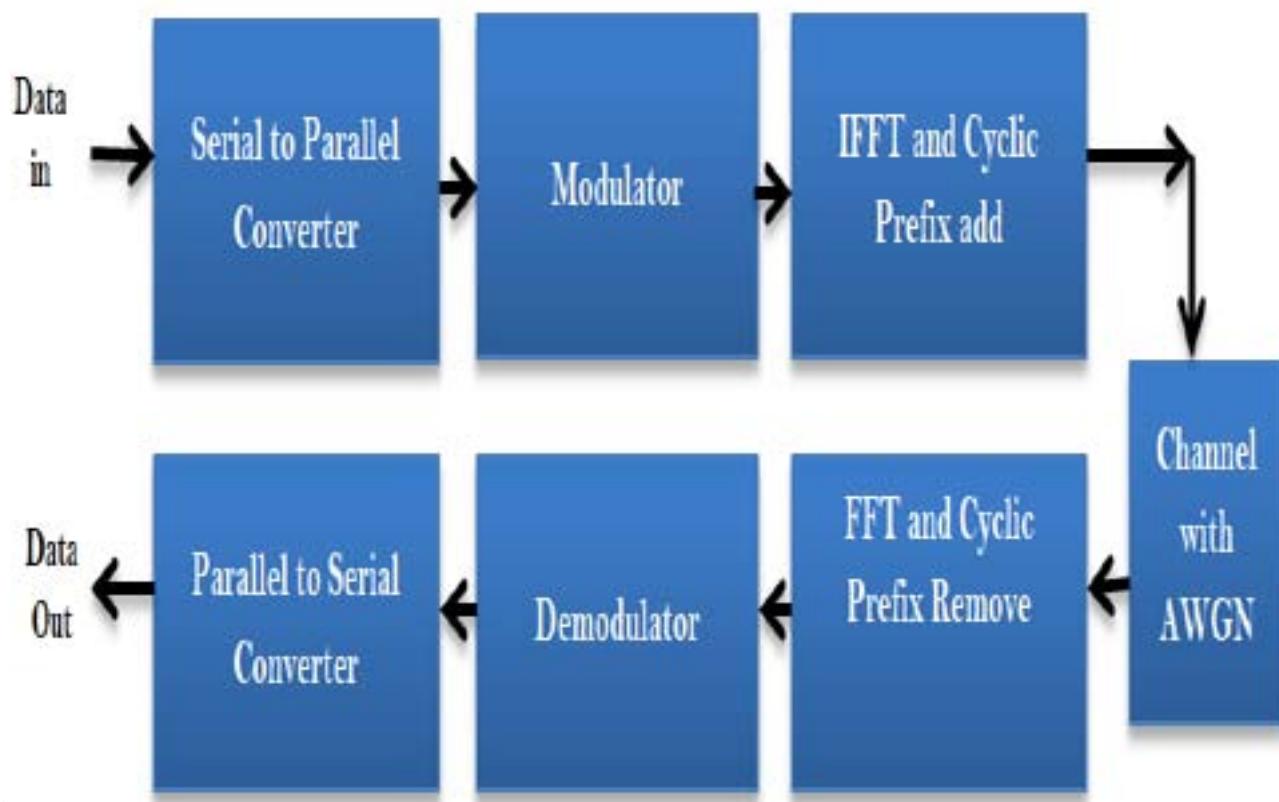 Data
in
Serial to Parallel
Converter
Modulator
IFFT and Cyclic
Prefix add
Channel
with
AWGN
FFT and Cyclic
Prefix Remove
Demodulator
Parallel to Serial
Converter
Data
Out